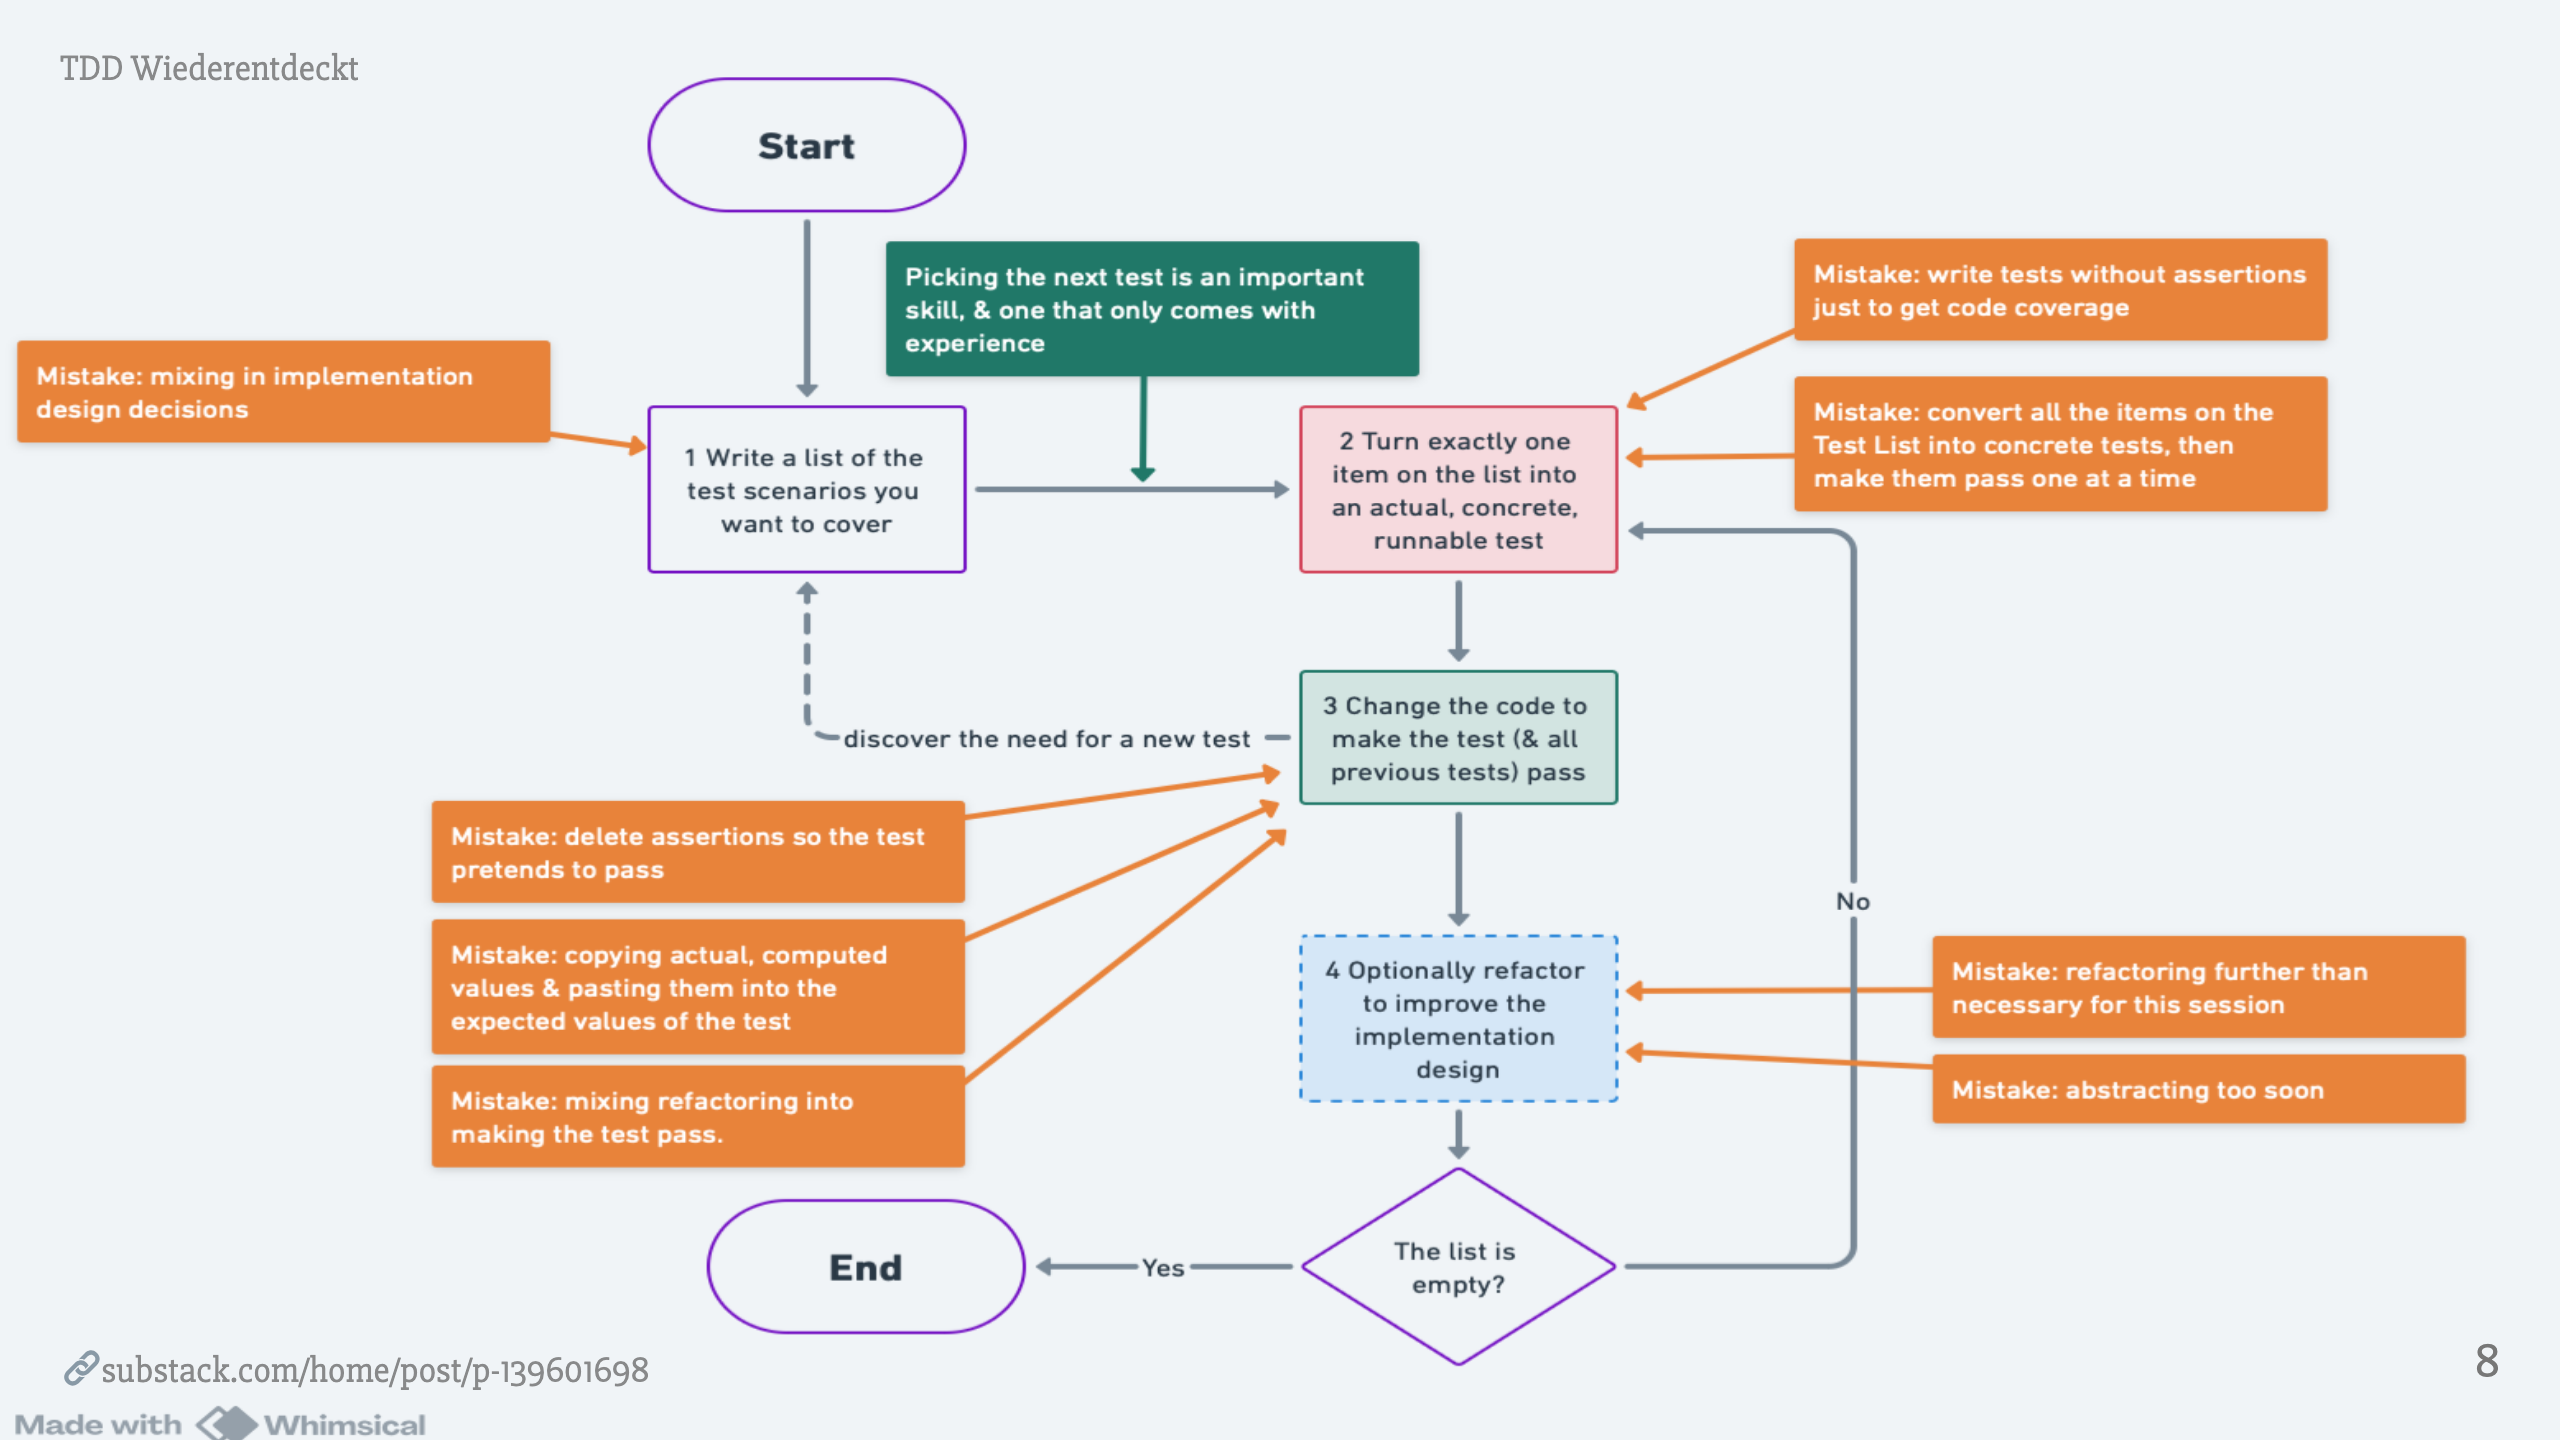 TDD Wiederentdeckt
Start
Picking the next test is an important
skill, & one that only comes with
experience
Mistake: write tests without assertions
just to get code coverage
Mistake: mixing in implementation
design decisions
Mistake: convert all the items on the
Test List into concrete tests, then
make them pass one at a time
1 Write a list of the
test scenarios you
want to cover
2 Turn exactly one
item on the list into
an actual, concrete,
runnable test
discover the need for a new test
3 Change the code to
make the test (& all
previous tests) pass
Mistake: delete assertions so the test
pretends to pass
Mistake: copying actual, computed
values & pasting them into the
expected values of the test
Mistake: mixing refactoring into
making the test pass.
No
4 Optionally refactor
to improve the
implementation
design
Mistake: refactoring further than
necessary for this session
Mistake: abstracting too soon
The list is
empty?
Yes
End
substack.com/home/post/p-139601698
8
Made with Whimsical